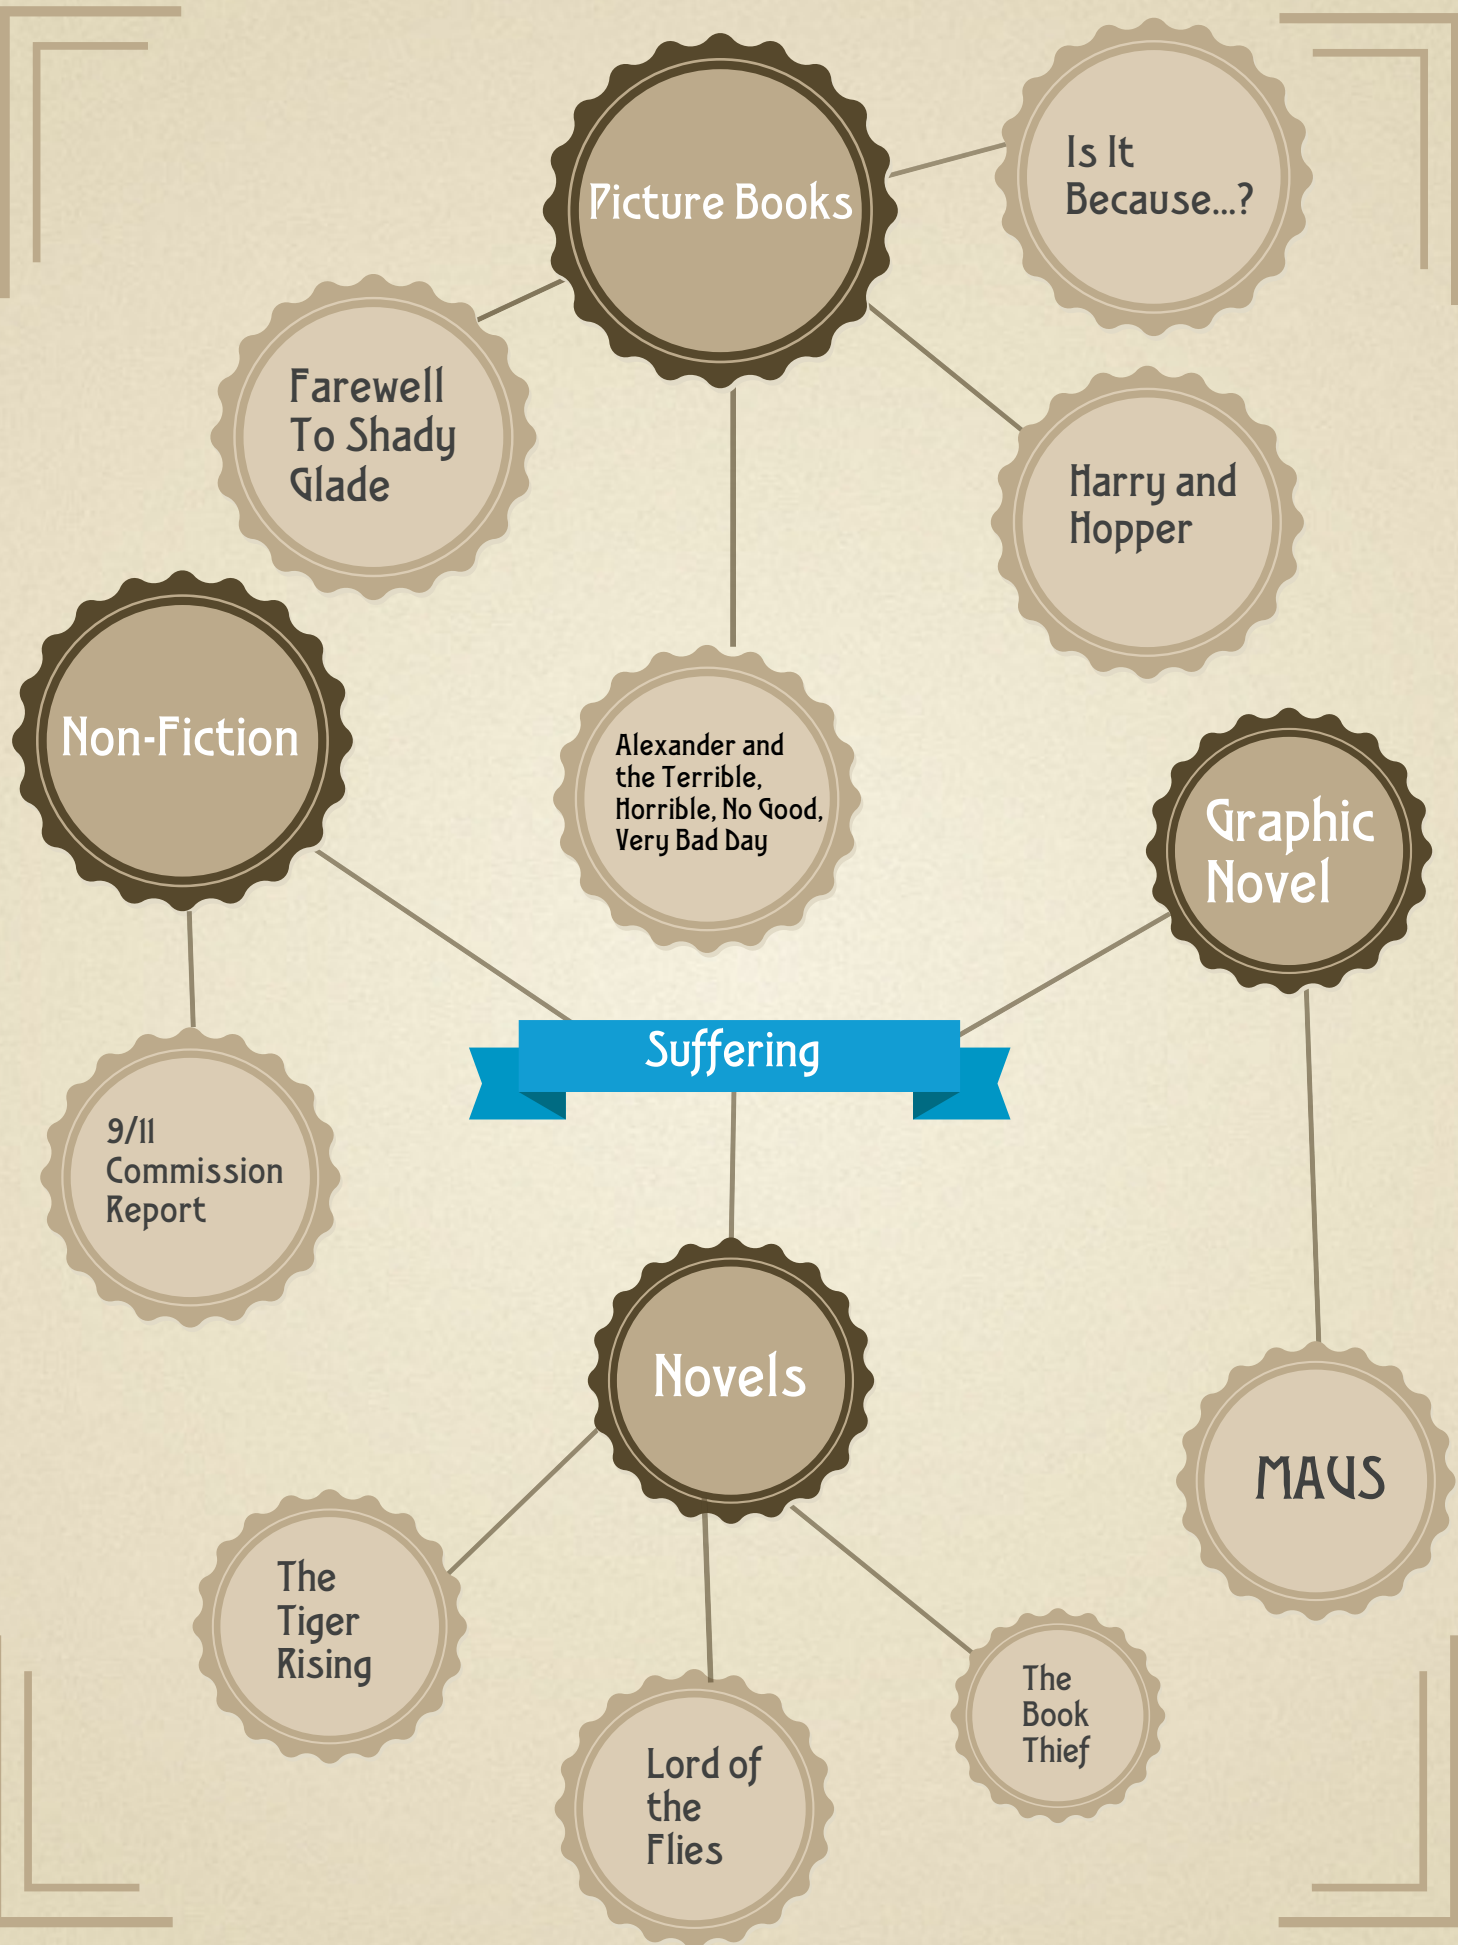 Picture Books
Is It
Because...?
Farewell
To Shady
Glade
Harry and
Hopper
Non-Fiction
Alexander and
the Terrible,
Horrible, No Good,
Very Bad Day
Graphic
Novel
Suffering
9/11
Commission
Report
Novels
MAUS
The
Tiger
Rising
The
Book
Thief
Lord of
the
Flies